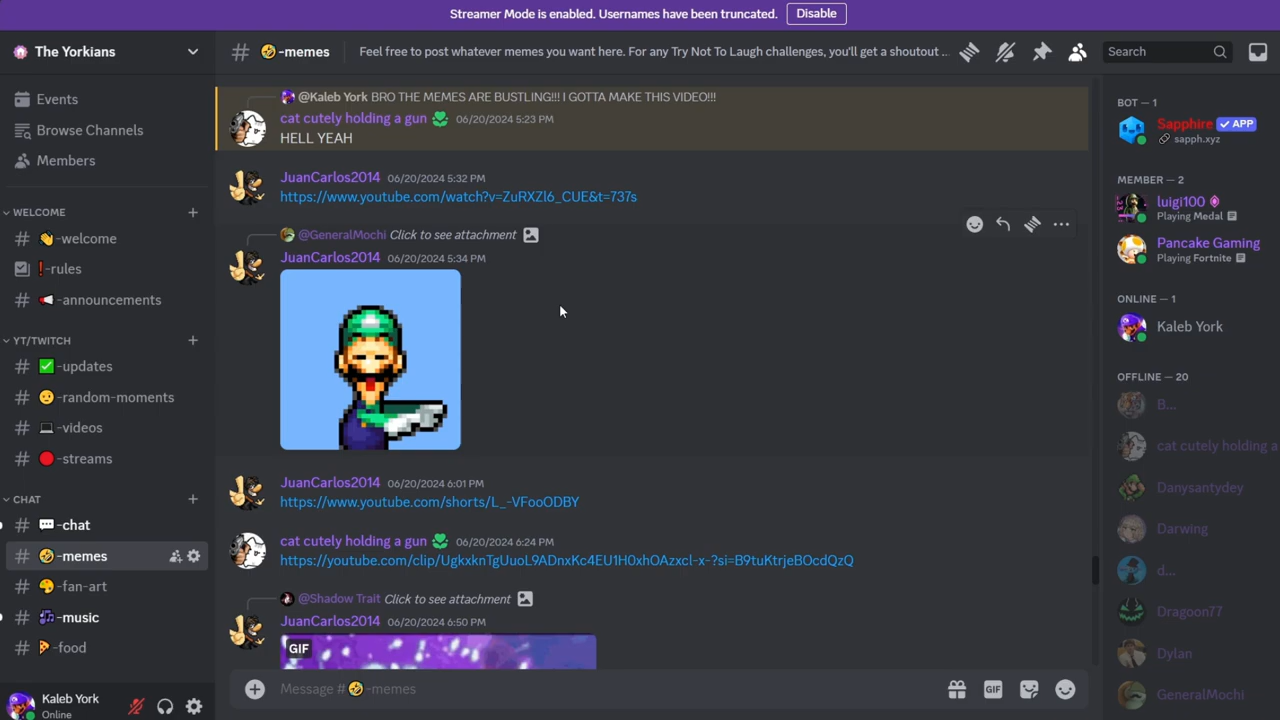 Streamer Mode is enabled. Usernames have been truncated. Disable
The Yorkians
Events
Browse Channels
Members
WELCOME
-welcome
-rules
-announcements
YT/TWITCH
-updates
-random-moments
-videos
-streams
CHAT
-chat
-memes
-fan-art
-music
-food
Kaleb York
Online
-memes
Feel free to post whatever memes you want here. For any Try Not To Laugh challenges, you'll get a shoutout ...
Search
@Kaleb York BRO THE MEMES ARE BUSTLING!!! I GOTTA MAKE THIS VIDEO!!!
cat cutely holding a gun 06/20/2024 5:23 PM
HELL YEAH
JuanCarlos2014 06/20/2024 5:32 PM
https://www.youtube.com/watch?v=ZuRXZl6_CUE&t=737s
@GeneralMochi Click to see attachment
JuanCarlos2014 06/20/2024 5:34 PM
JuanCarlos2014 06/20/2024 6:01 PM
https://www.youtube.com/shorts/L_-VFooODBY
cat cutely holding a gun 06/20/2024 6:24 PM
https://youtube.com/clip/UgkxknTgUuoL9ADnxKc4EU1H0xhOAzxcl-x-?si=B9tuKtrjeBOcdQzQ
@Shadow Trait Click to see attachment
JuanCarlos2014 06/20/2024 6:50 PM
GIF
Message # -memes
GIF
BOT — 1
Sapphire APP
sapph.xyz
MEMBER — 2
luigi100
Playing Medal
Pancake Gaming
Playing Fortnite
ONLINE — 1
Kaleb York
OFFLINE — 20
B...
cat cutely holding a
Danysantydey
Darwing
d...
Dragoon77
Dylan
GeneralMochi